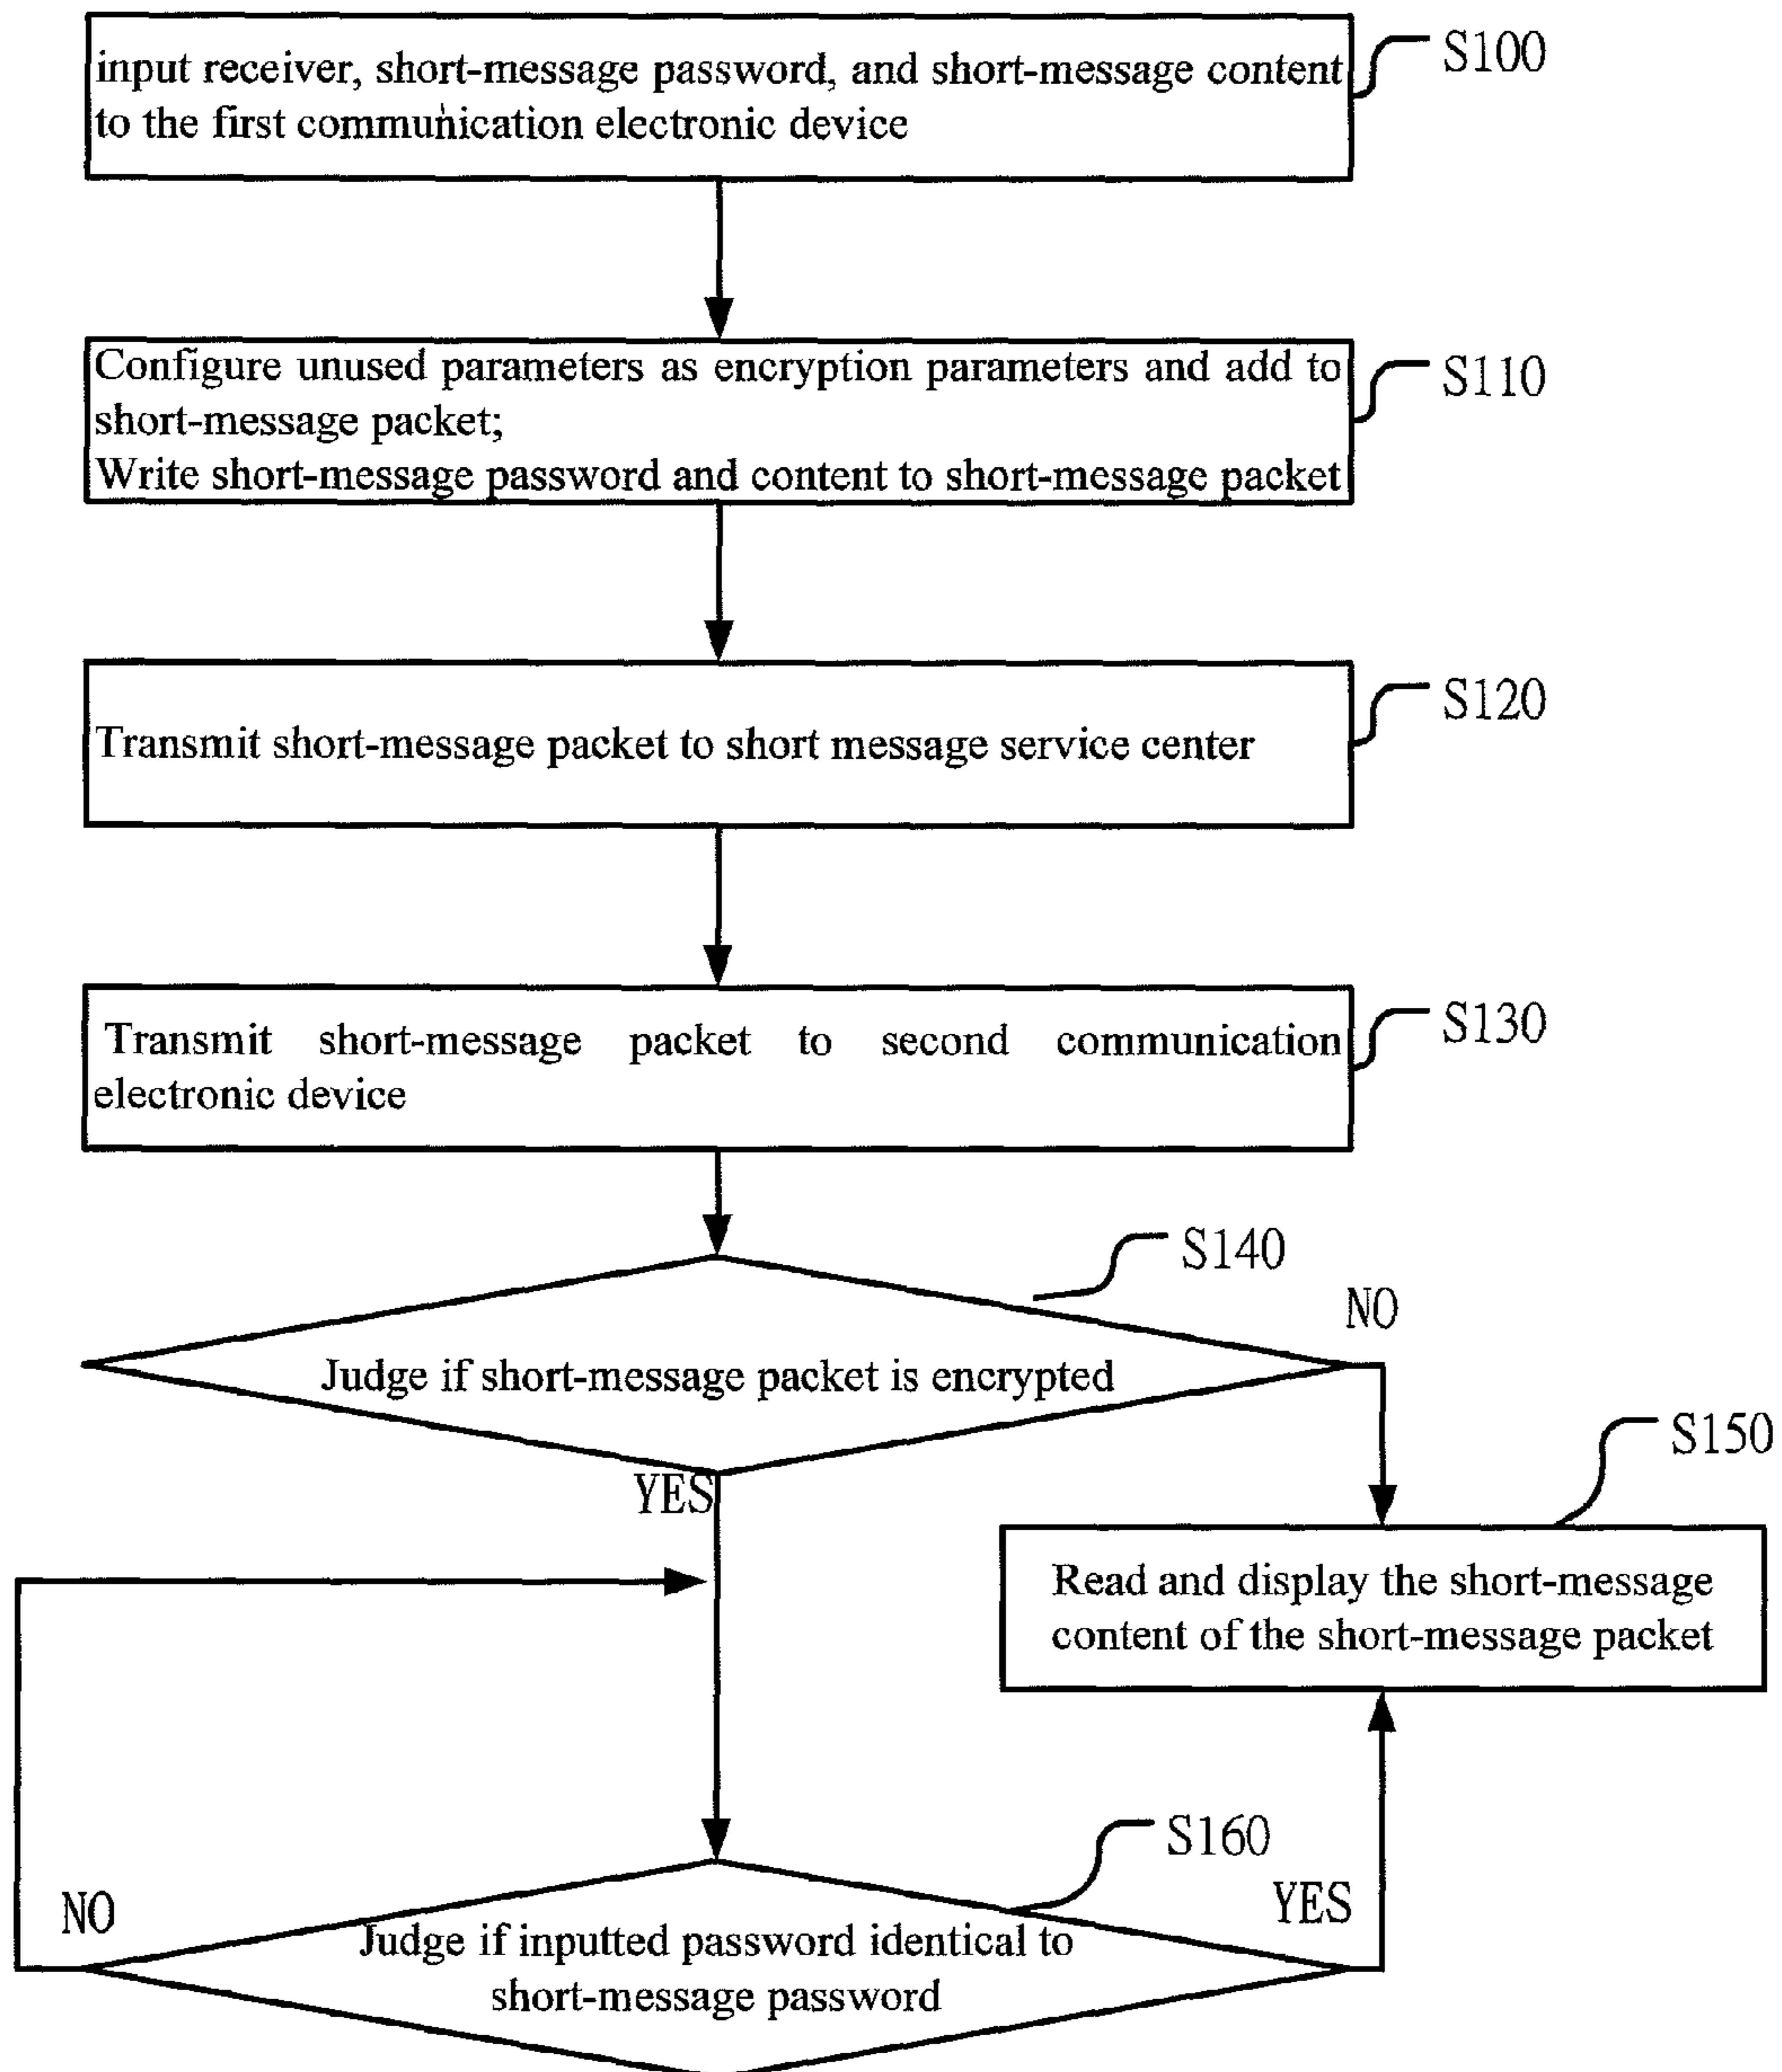 input receiver, short-message password, and short-message content
to the first communication electronic device
S100
Configure unused parameters as encryption parameters and add to
short-message packet;
Write short-message password and content to short-message packet
S110
Transmit short-message packet to short message service center
S120
Transmit short-message packet to second communication
electronic device
S130
S140
NO
Judge if short-message packet is encrypted
YES
S150
Read and display the short-message
content of the short-message packet
S160
NO
YES
Judge if inputted password identical to
short-message password